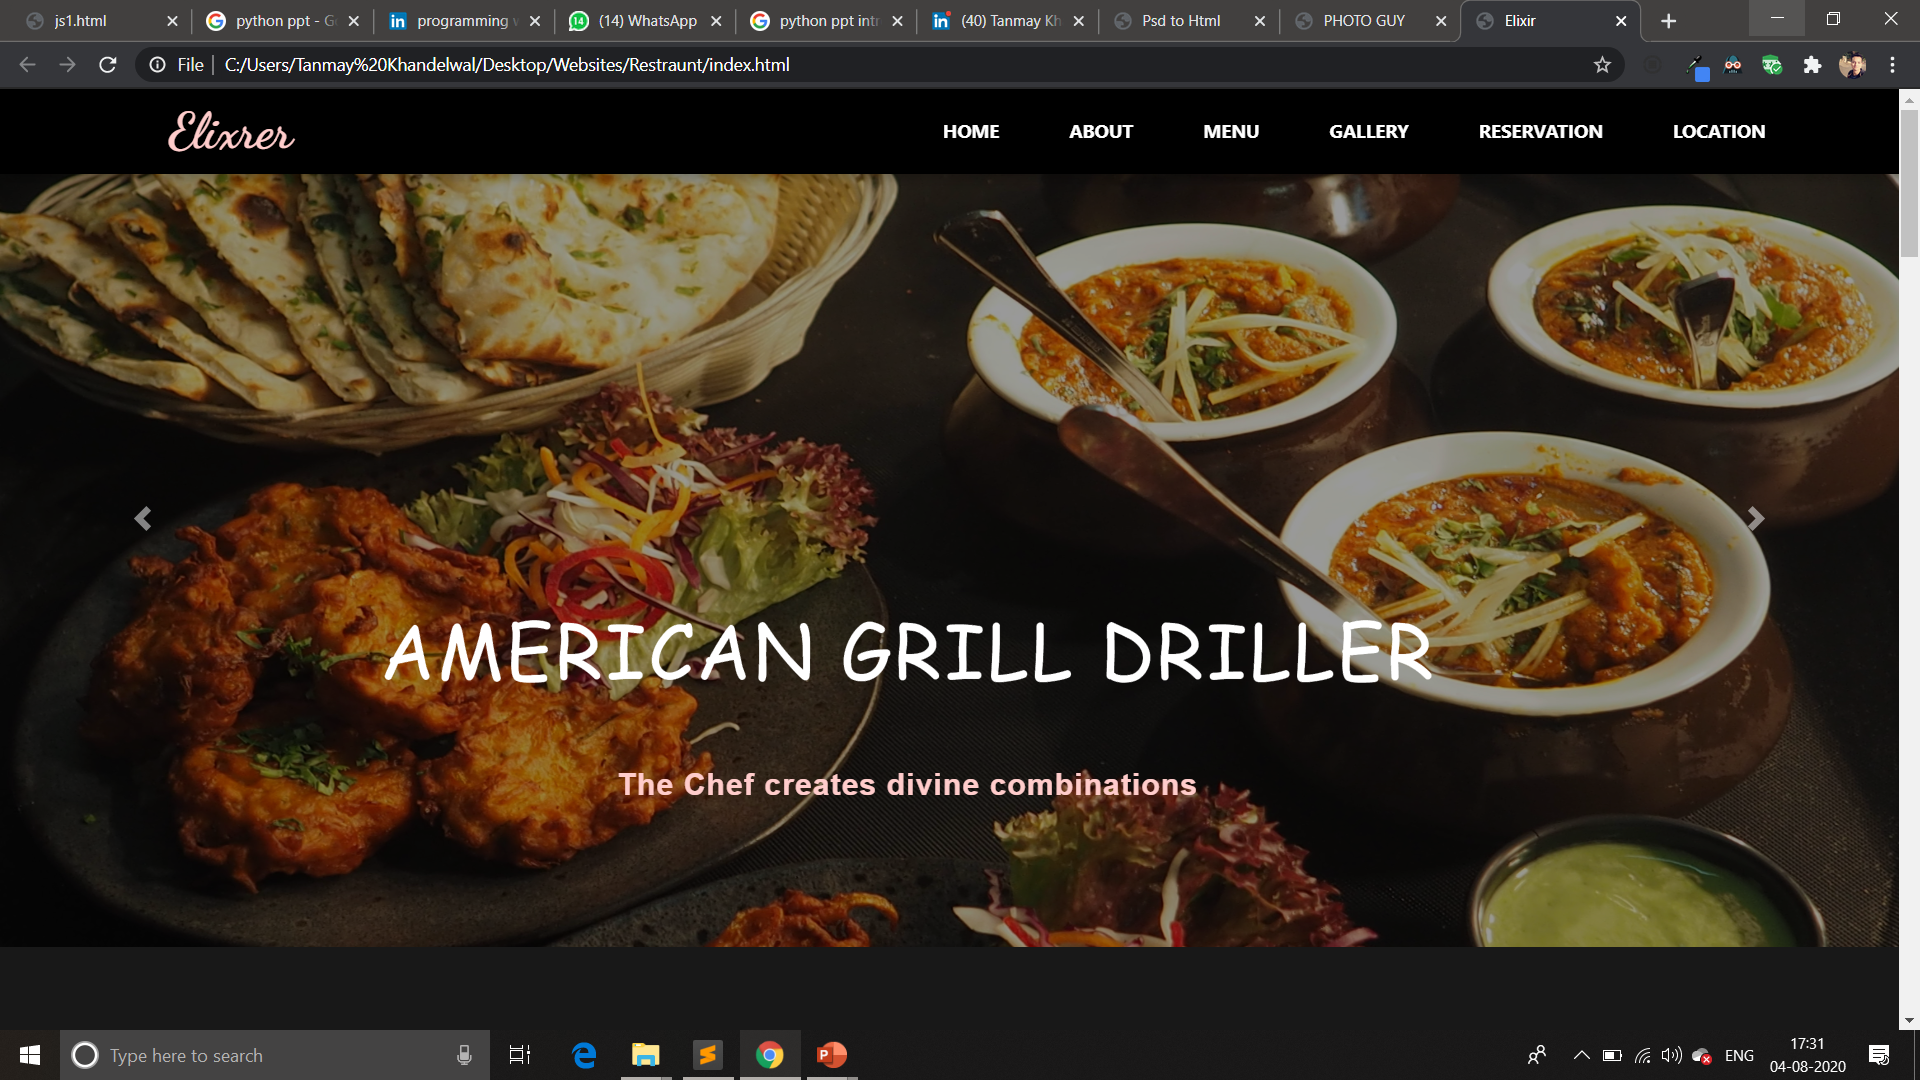 js1.html
python ppt - G
programming
(14) WhatsApp
python ppt int
(40) Tanmay Kh
Psd to Html
PHOTO GUY
Elixir
File
C:/Users/Tanmay%20Khandelwal/Desktop/Websites/Restraunt/index.html
Elixrer
HOME
ABOUT
MENU
GALLERY
RESERVATION
LOCATION
AMERICAN GRILL DRILLER
The Chef creates divine combinations
Type here to search
ENG
17:31
04-08-2020